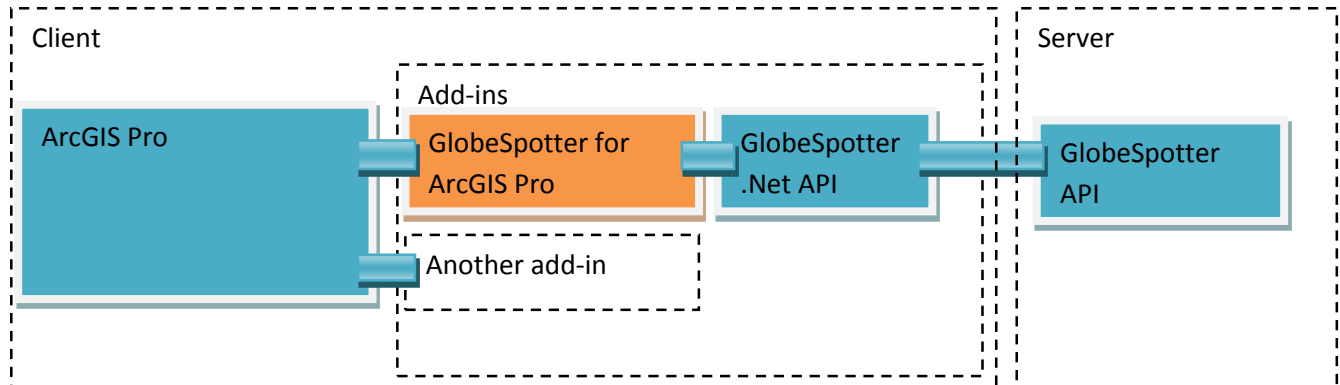 Client
Server
Add-ins
ArcGIS Pro
GlobeSpotter for
ArcGIS Pro
GlobeSpotter
.Net API
GlobeSpotter
API
Another add-in